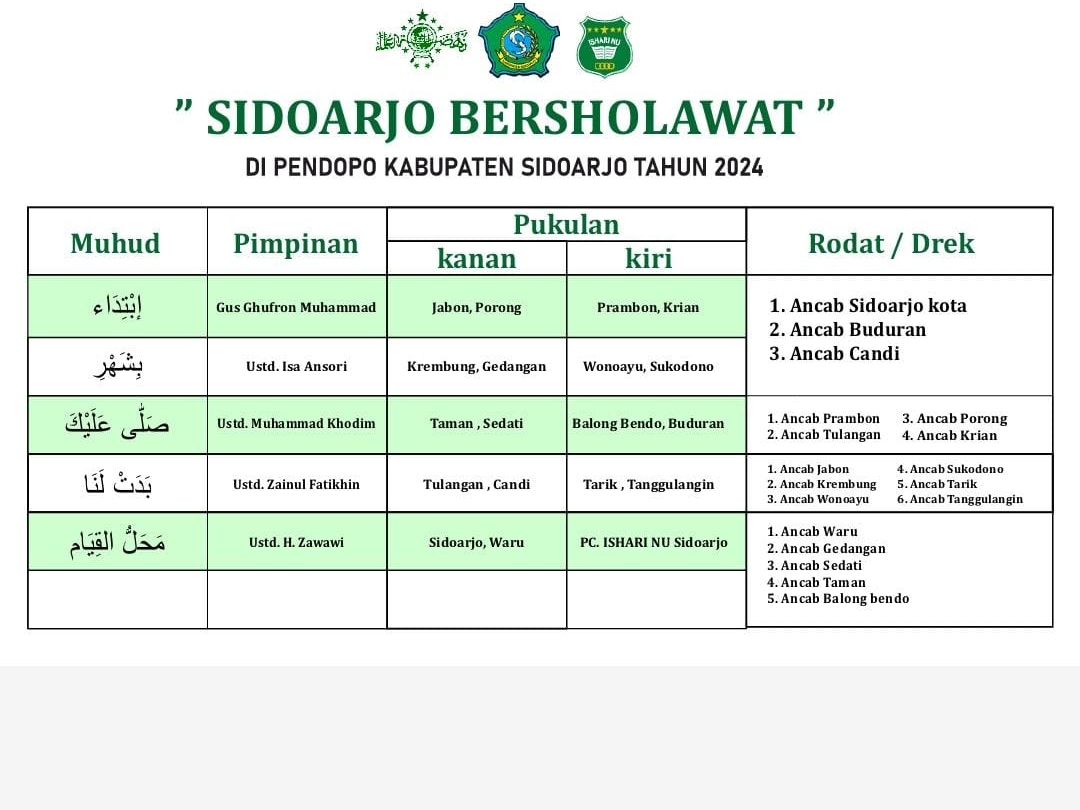 ISHARI NU
” SIDOARJO BERSHOLAWAT ”
DI PENDOPO KABUPATEN SIDOARJO TAHUN 2024
Muhud Pimpinan Pukulan Rodat / Drek
kanan kiri
إبْتِدَاء Gus Ghufron Muhammad Jabon, Porong Prambon, Krian
1. Ancab Sidoarjo kota
2. Ancab Buduran
3. Ancab Candi
بِشَهْرِ Ustd. Isa Ansori Krembung, Gedangan Wonoayu, Sukodono
صَلَّى عَلَيْكَ Ustd. Muhammad Khodim Taman , Sedati Balong Bendo, Buduran
1. Ancab Prambon 3. Ancab Porong
2. Ancab Tulangan 4. Ancab Krian
بَدَتْ لَنَا Ustd. Zainul Fatikhin Tulangan , Candi Tarik , Tanggulangin
1. Ancab Jabon 4. Ancab Sukodono
2. Ancab Krembung 5. Ancab Tarik
3. Ancab Wonoayu 6. Ancab Tanggulangin
مَحَلُّ القِيَام Ustd. H. Zawawi Sidoarjo, Waru PC. ISHARI NU Sidoarjo
1. Ancab Waru
2. Ancab Gedangan
3. Ancab Sedati
4. Ancab Taman
5. Ancab Balong bendo